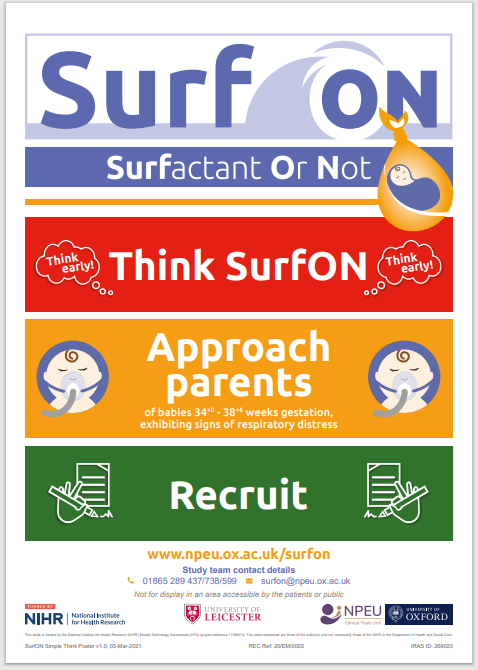 Surf ON
Surfactant Or Not
Think early!
Think SurfON
Think early!
Approach
parents
of babies 34+0 - 38+6 weeks gestation,
exhibiting signs of respiratory distress
Recruit
www.npeu.ox.ac.uk/surfon
Study team contact details
01865 289 437/738/599 surfon@npeu.ox.ac.uk
Not for display in an area accessible by the patients or public
FUNDED BY
NIHR | National Institute for Health Research
UNIVERSITY OF LEICESTER
NPEU Clinical Trials Unit
UNIVERSITY OF OXFORD
This study is funded by the National Institute for Health Research (NIHR) [Health Technology Assessment (HTA) (project reference
The views expressed are those of the author(s) and not necessarily those of the NIHR or the Department of Health and Social Care.
SurfON Simple Think Poster v1.0, 03-Mar-2021 REC Ref: 20/EM/0003 IRAS ID: 269023